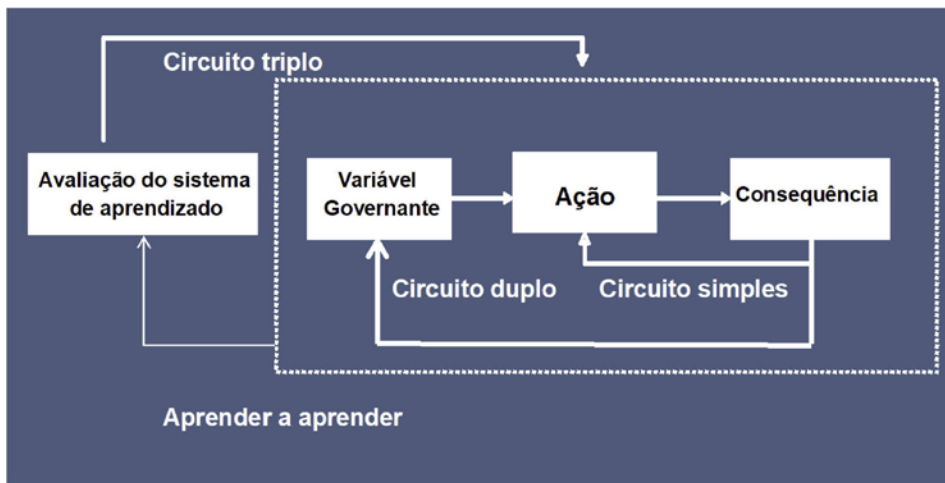 Circuito triplo
Avaliação do sistema
de aprendizado
Variável
Governante
Ação
Consequência
Circuito duplo
Circuito simples
Aprender a aprender